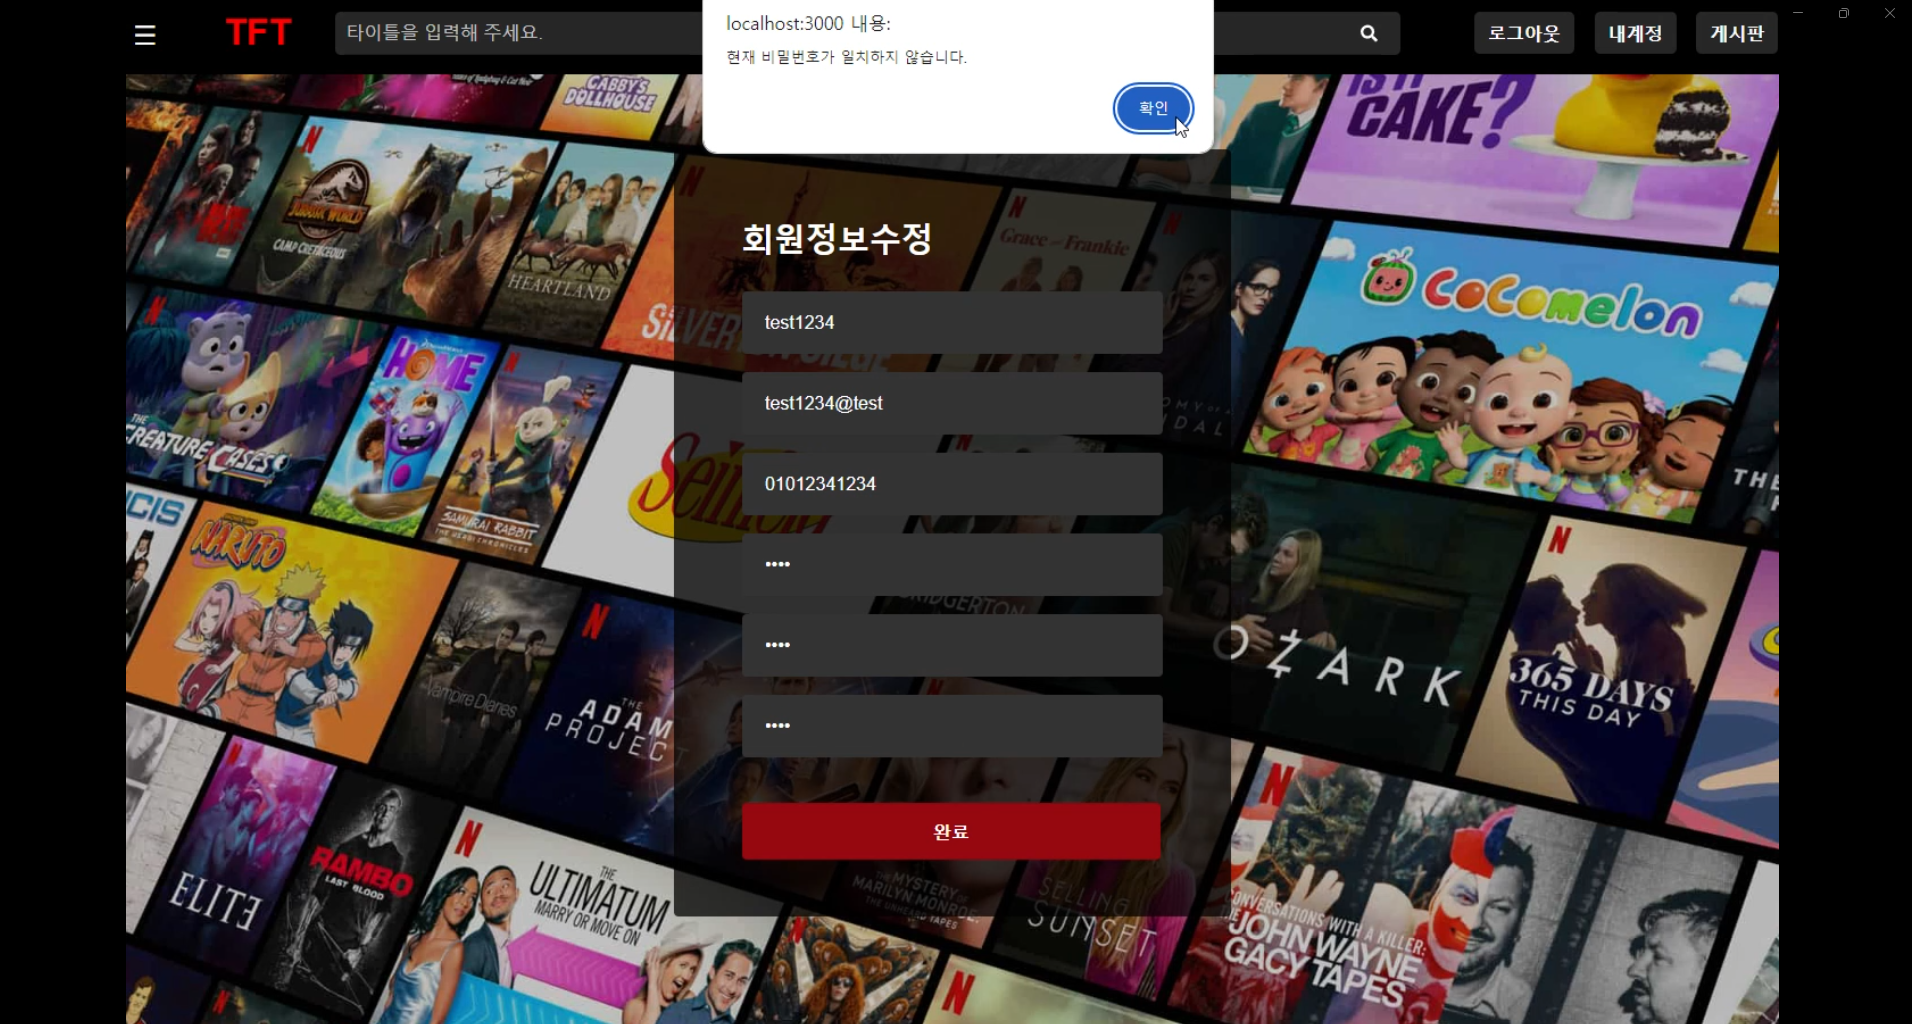 localhost:3000 내용:
현재 비밀번호가 일치하지 않습니다.
확인
TFT
타이틀을 입력해 주세요.
로그아웃
내계정
게시판
회원정보수정
test1234
test1234@test
01012341234
••••
••••
••••
완료
GABBY'S
DOLLHOUSE
IS IT
CAKE?
JURASSIC WORLD
CAMP CRETACEOUS
HEARTLAND
Grace and Frankie
COCOMELON
THE
CREATURE CASES
HOME
SAMURAI RABBIT
THE USAGI CHRONICLES
Seinfeld
NARUTO
Vampire Diaries
THE
ADAM
PROJECT
BRIDGERTON
OZARK
365 DAYS
THIS DAY
ELITE
RAMBO
LAST BLOOD
THE
ULTIMATUM
MARRY OR MOVE ON
THE MYSTERY OF
MARILYN MONROE:
THE UNHEARD TAPES
SELLING
SUNSET
CONVERSATIONS WITH A KILLER:
THE
JOHN WAYNE
GACY TAPES